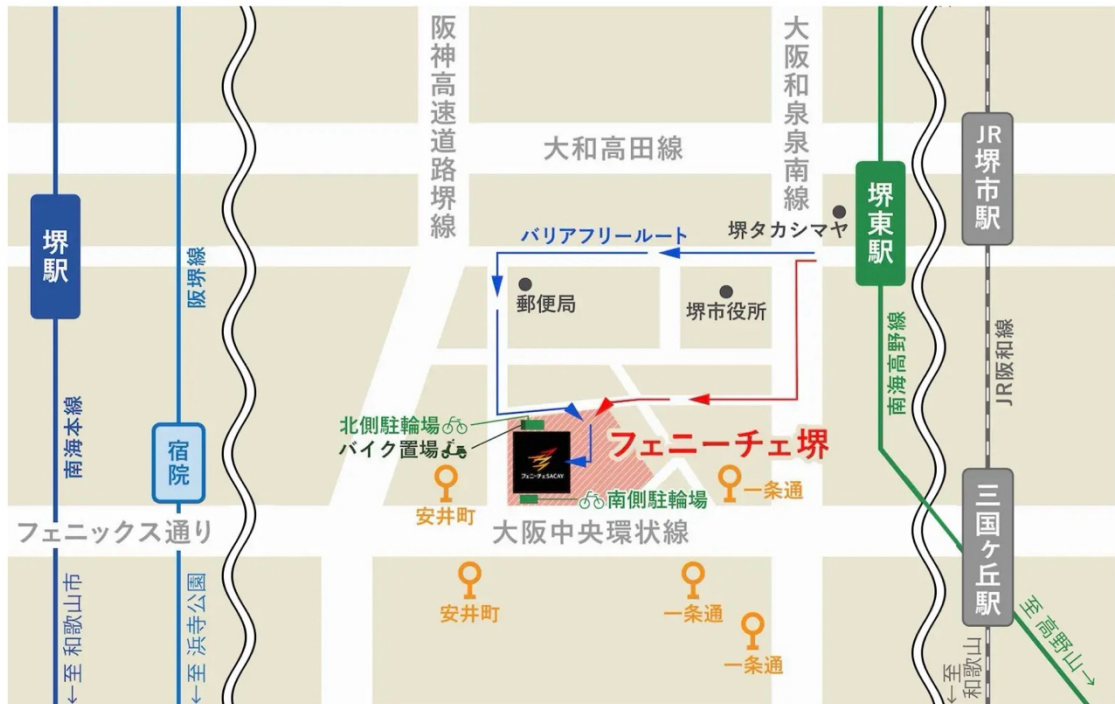 阪神高速道路堺線
大阪和泉泉南線
大和高田線
JR堺市駅
堺東駅
堺駅
バリアフリールート
堺タカシマヤ
阪堺線
郵便局
堺市役所
南海高野線
JR阪和線
南海本線
北側駐輪場
バイク置場
フェニーチェ堺
フェニーチェSACAY
宿院
安井町
一条通
南側駐輪場
フェニックス通り
大阪中央環状線
三国ヶ丘駅
安井町
一条通
一条通
←至 和歌山市
←至 浜寺公園
←至
和歌山
至 高野山→